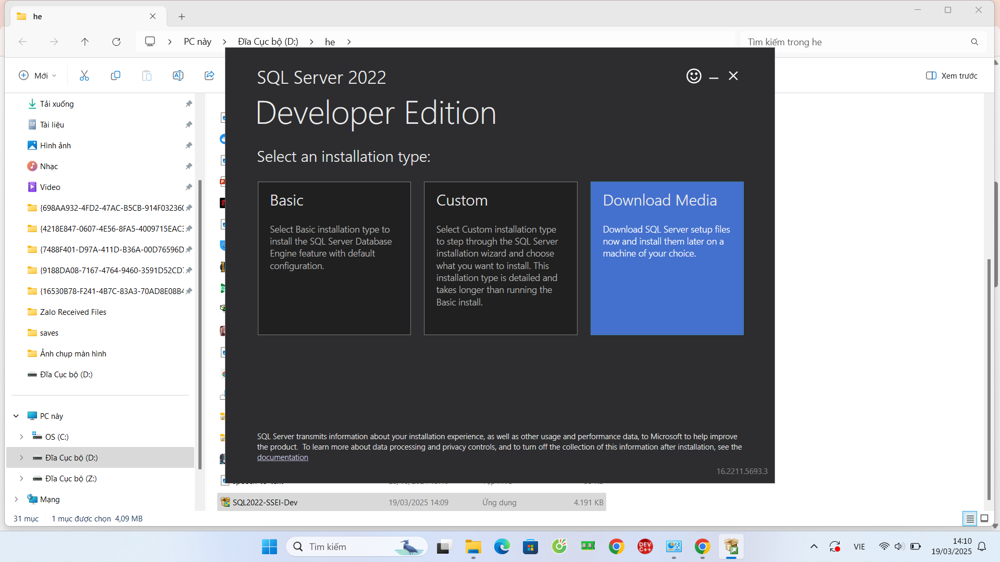 he
PC này
Đĩa Cục bộ (D:)
he
Tìm kiếm trong he
Mới
Xem trước
Tải xuống
Tài liệu
Hình ảnh
Nhạc
Video
{698AA932-4FD2-47AC-B5CB-914F03236(
{4218E847-0607-4E56-8FA5-4009715EAC3
{7488F401-D97A-411D-B36A-00D76596D
{9188DA08-7167-4764-9460-3591D52CD7
{16530B78-F241-4B7C-83A3-70AD8E08B4
Zalo Received Files
saves
Ảnh chụp màn hình
Đĩa Cục bộ (D:)
PC này
OS (C:)
Đĩa Cục bộ (D:)
Đĩa Cục bộ (Z:)
Mạng
SQL Server 2022
Developer Edition
Select an installation type:
Basic
Select Basic installation type to
install the SQL Server Database
Engine feature with default
configuration.
Custom
Select Custom installation type
to step through the SQL Server
installation wizard and choose
what you want to install. This
installation type is detailed and
takes longer than running the
Basic install.
Download Media
Download SQL Server setup files
now and install them later on a
machine of your choice.
SQL Server transmits information about your installation experience, as well as other usage and performance data, to Microsoft to help improve
the product. To learn more about data processing and privacy controls, and to turn off the collection of this information after installation, see the
documentation
16.2211.5693.3
SQL2022-SSEI-Dev 19/03/2025 14:09 Ứng dụng 4.191 KB
31 mục 1 mục được chọn 4,09 MB
Tìm kiếm
DEV
C++
VIE
14:10
19/03/2025